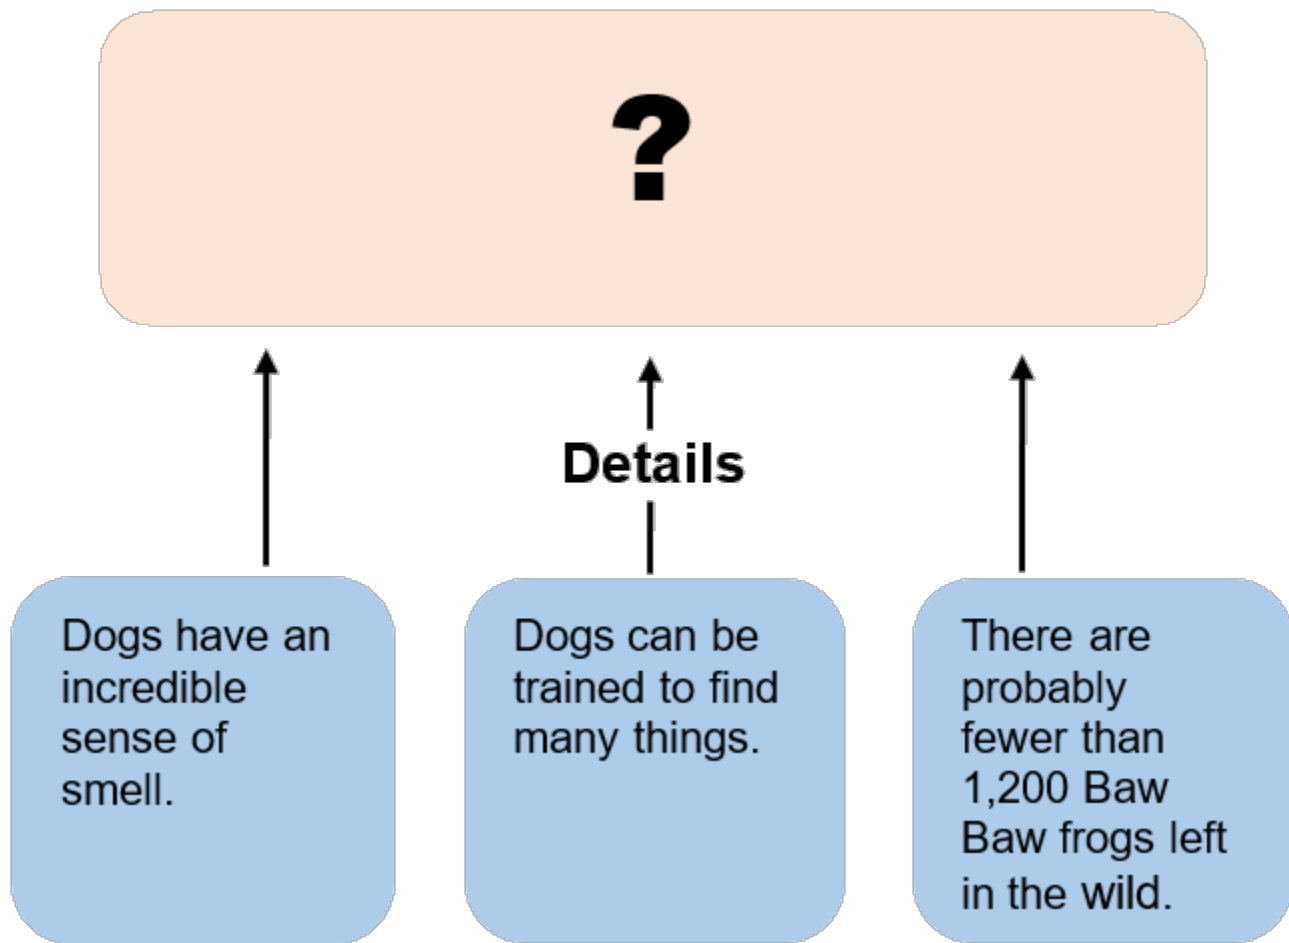 ?
Details
Dogs have an
incredible
sense of
smell.
Dogs can be
trained to find
many things.
There are
probably
fewer than
1,200 Baw
Baw frogs left
in the wild.